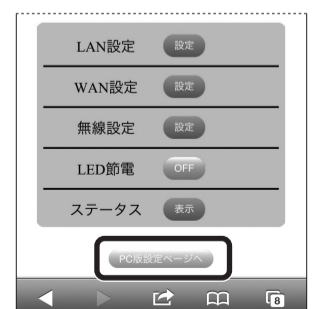 LAN設定 設定
WAN設定 設定
無線設定 設定
LED節電 OFF
ステータス 表示
PC版設定ページへ
8